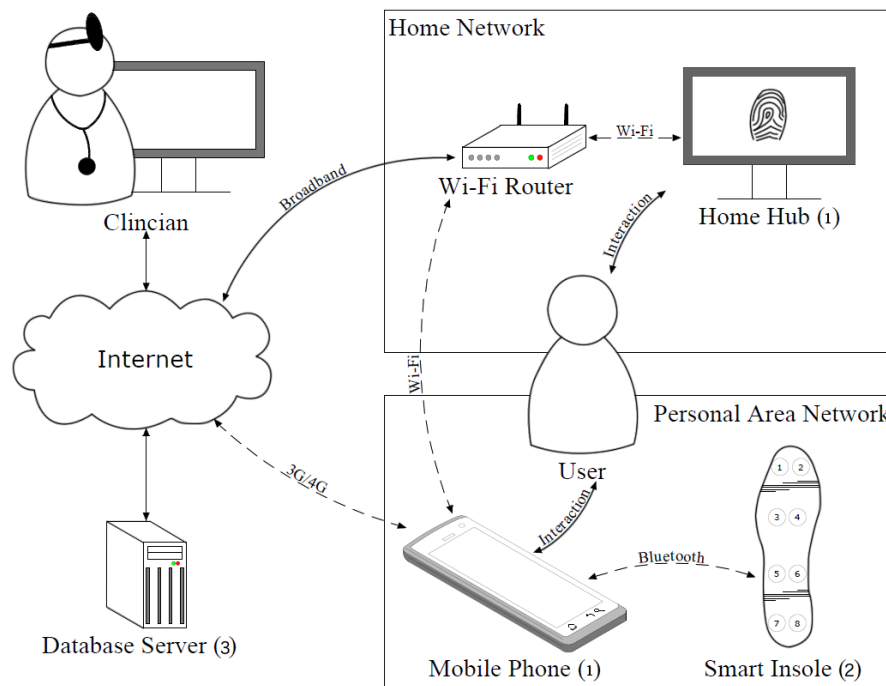 Home Network
Wi-Fi
Wi-Fi Router
Broadband
Clincian
Home Hub (1)
Interaction
Internet
Wi-Fi
Personal Area Network
User
1 2
3 4
3G/4G
Interaction
Bluetooth
5 6
7 8
Database Server (3)
Mobile Phone (1)
Smart Insole (2)